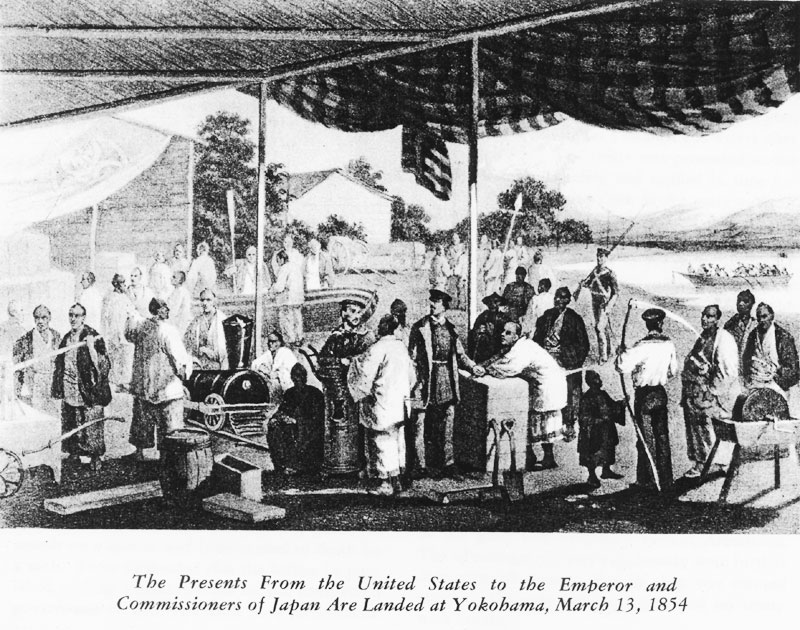 The Presents From the United States to the Emperor and
Commissioners of Japan Are Landed at Yokohama, March 13, 1854